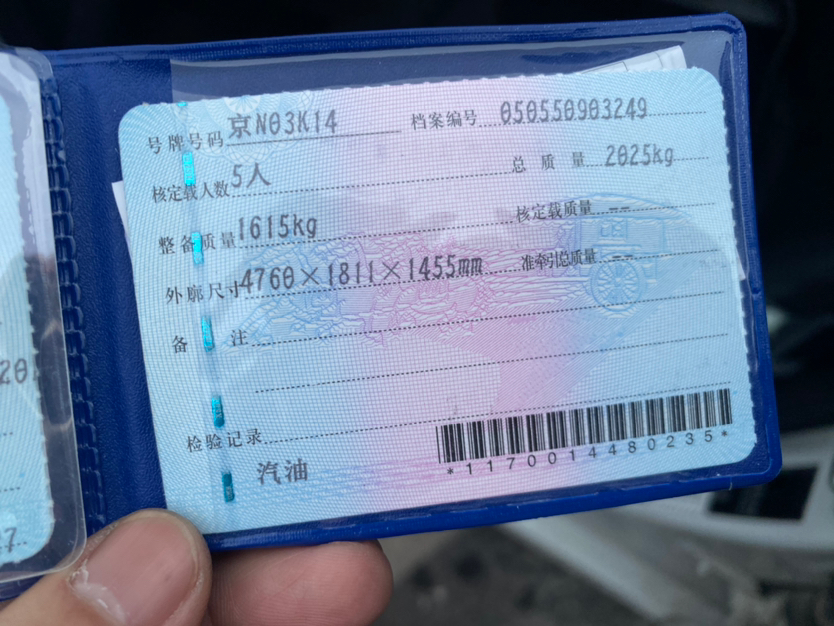 号牌号码 京N03K14 档案编号 050550903249
核定载人数 5人 总质量 2025kg
整备质量 1615kg 核定载质量 --
外廓尺寸 4760×1811×1455mm 准牵引总质量 --
备注
检验记录
汽油
*1170014480235*
20